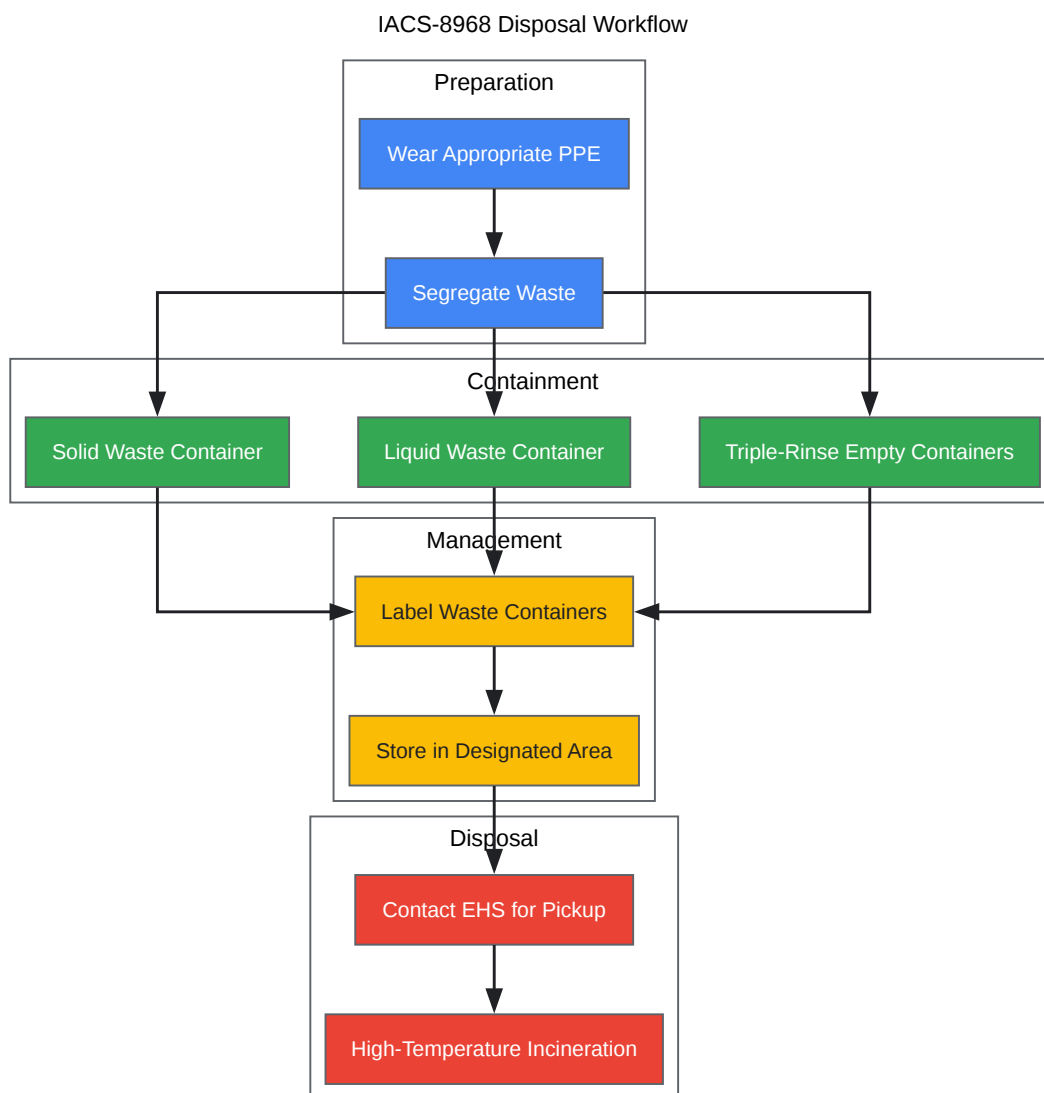 IACS-8968 Disposal Workflow
Preparation
Wear Appropriate PPE
Segregate Waste
Containment
Solid Waste Container
Liquid Waste Container
Triple-Rinse Empty Containers
Management
Label Waste Containers
Store in Designated Area
Disposal
Contact EHS for Pickup
High-Temperature Incineration